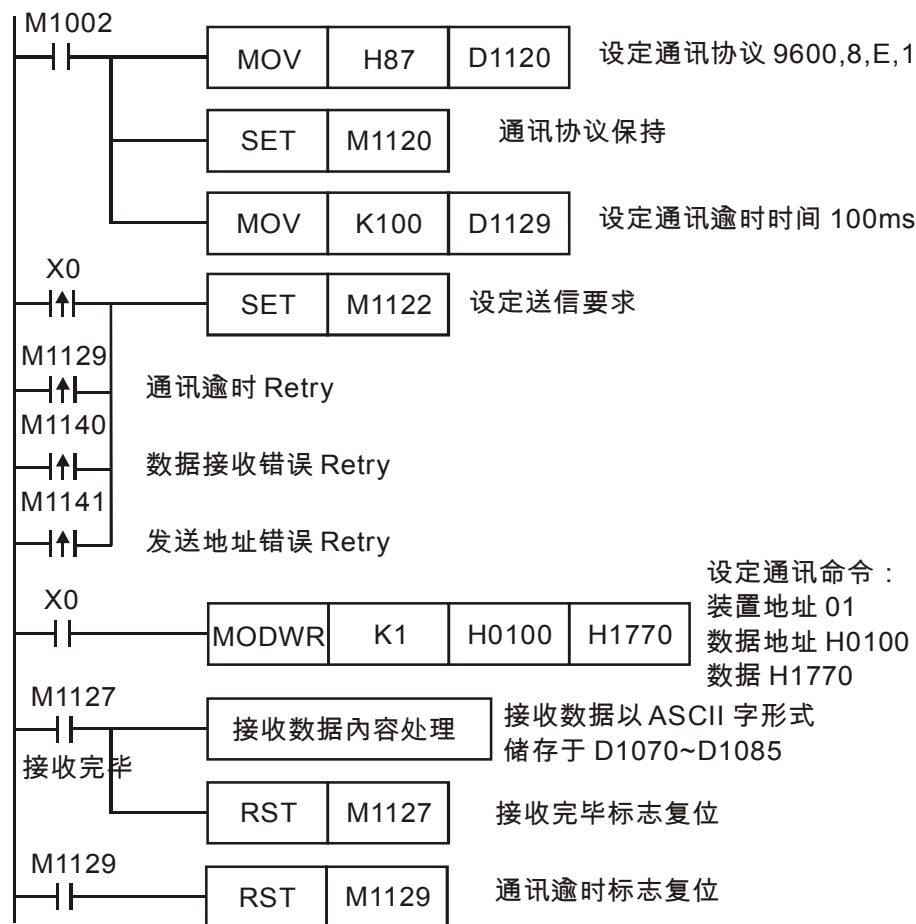 M1002
MOV H87 D1120 设定通讯协议 9600,8,E,1
SET M1120 通讯协议保持
MOV K100 D1129 设定通讯逾时时间 100ms
X0
SET M1122 设定送信要求
M1129
通讯逾时 Retry
M1140
数据接收错误 Retry
M1141
发送地址错误 Retry
设定通讯命令：
装置地址 01
数据地址 H0100
数据 H1770
X0
MODWR K1 H0100 H1770
M1127
接收完毕
接收数据內容处理
接收数据以 ASCII 字形式
储存于 D1070~D1085
RST M1127 接收完毕标志复位
M1129
RST M1129 通讯逾时标志复位